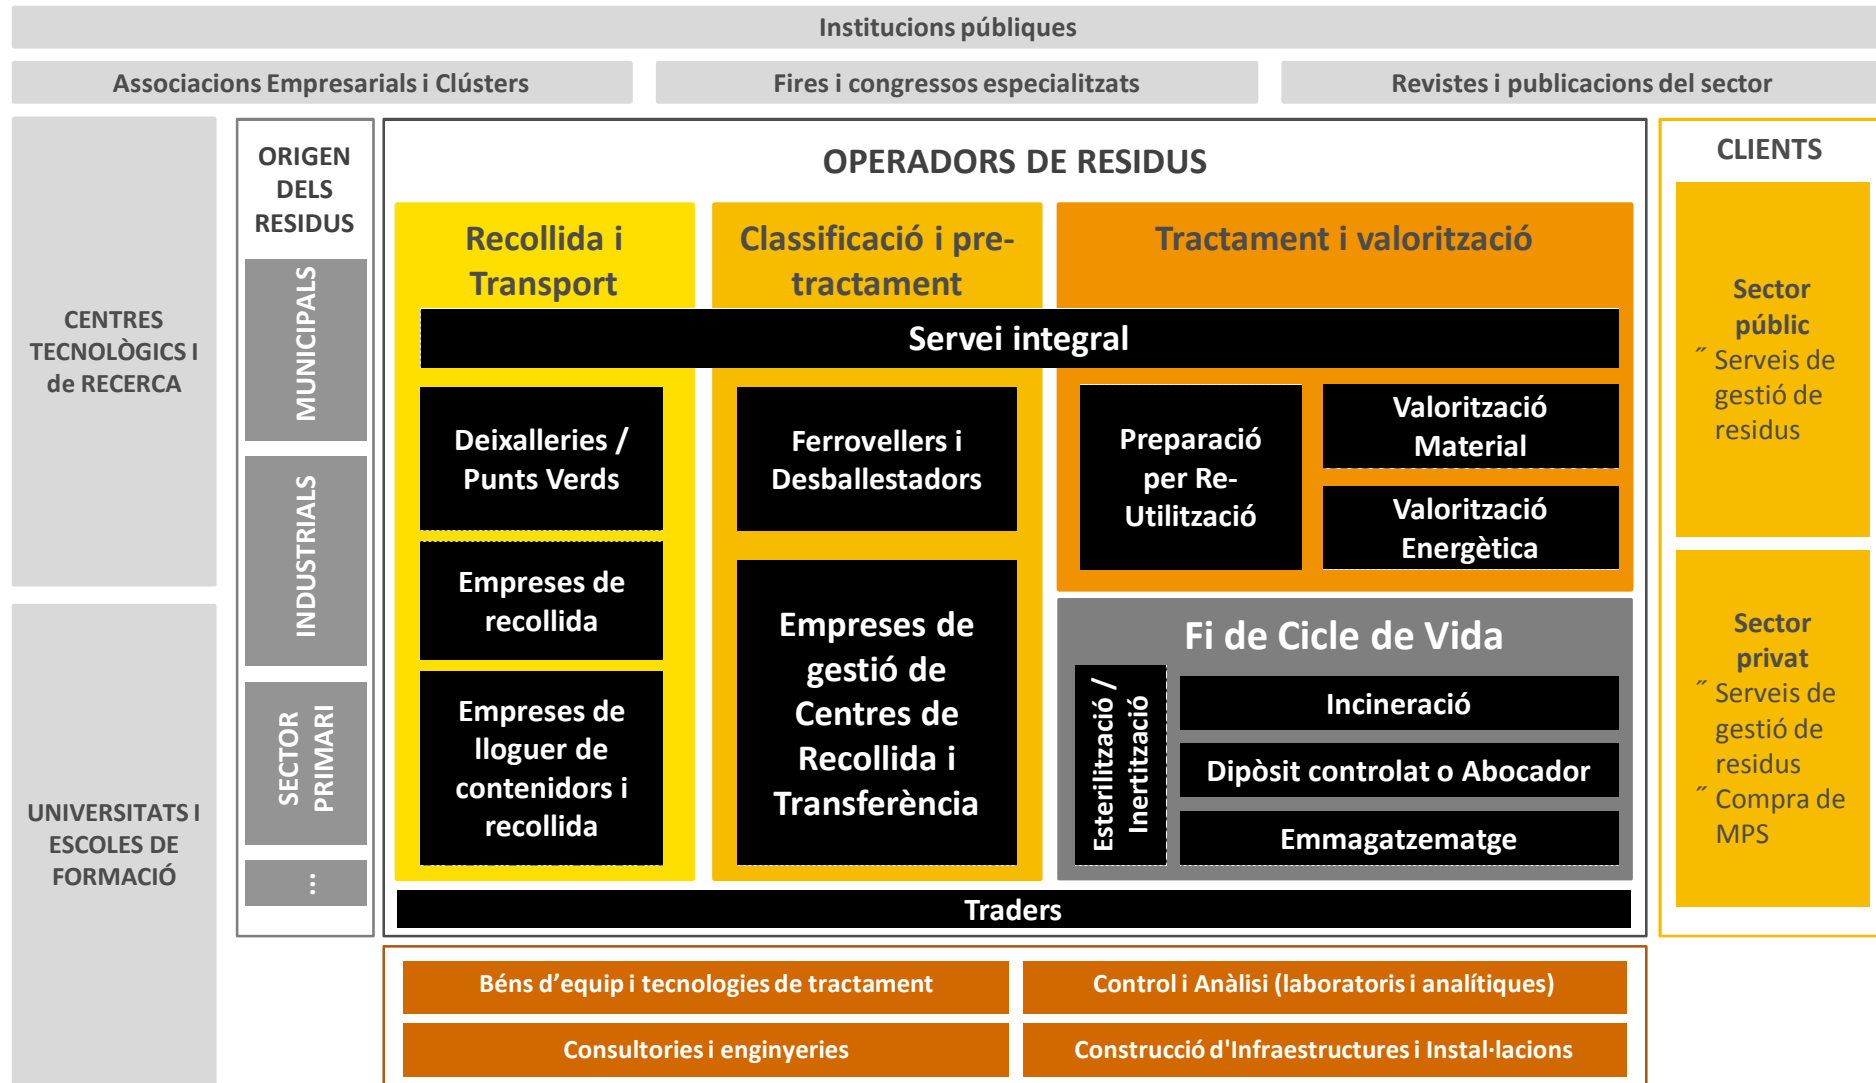 Institucions públiques
Associacions Empresarials i Clústers
Fires i congressos especialitzats
Revistes i publicacions del sector
CENTRES
TECNOLÒGICS I
de RECERCA
UNIVERSITATS I
ESCOLES DE
FORMACIÓ
ORIGEN
DELS
RESIDUS
MUNICIPALS
INDUSTRIALS
SECTOR
PRIMARI
...
OPERADORS DE RESIDUS
Recollida i
Transport
Classificació i pre-
tractament
Tractament i valorització
Servei integral
Deixalleries /
Punts Verds
Empreses de
recollida
Empreses de
lloguer de
contenidors i
recollida
Ferrovellers i
Desballestadors
Empreses de
gestió de
Centres de
Recollida i
Transferència
Preparació
per Re-
Utilització
Valorització
Material
Valorització
Energètica
Fi de Cicle de Vida
Esterilització /
Inertització
Incineració
Dipòsit controlat o Abocador
Emmagatzematge
Traders
CLIENTS
Sector
públic
˝ Serveis de
gestió de
residus
Sector
privat
˝ Serveis de
gestió de
residus
˝ Compra de
MPS
Béns d’equip i tecnologies de tractament
Control i Anàlisi (laboratoris i analítiques)
Consultories i enginyeries
Construcció d'Infraestructures i Instal·lacions